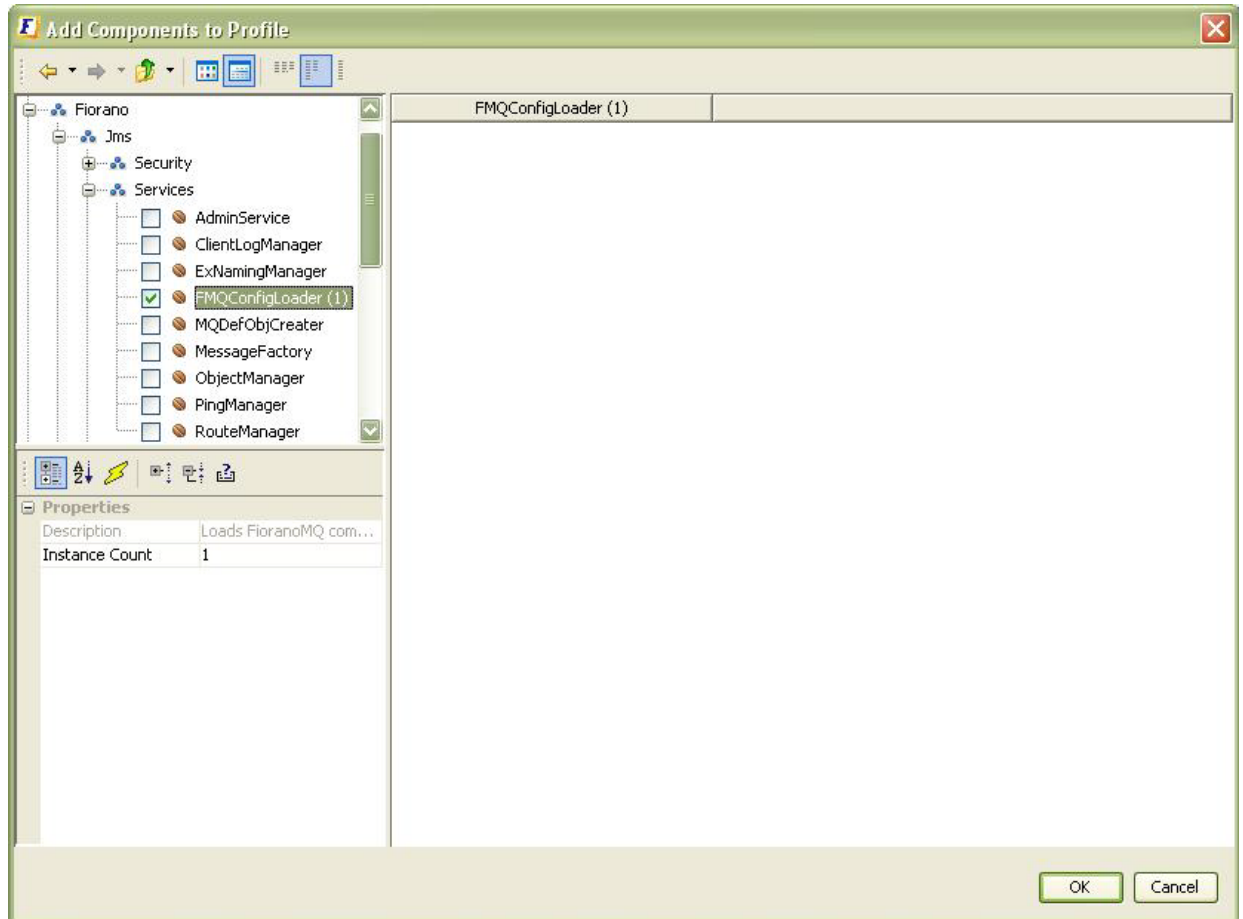 Add Components to Profile
Fiorano
Jms
Security
Services
AdminService
ClientLogManager
ExNamingManager
FMQConfigLoader (1)
MQDefObjCreater
MessageFactory
ObjectManager
PingManager
RouteManager
FMQConfigLoader (1)
Properties
Description Loads FioranoMQ com...
Instance Count 1
OK Cancel